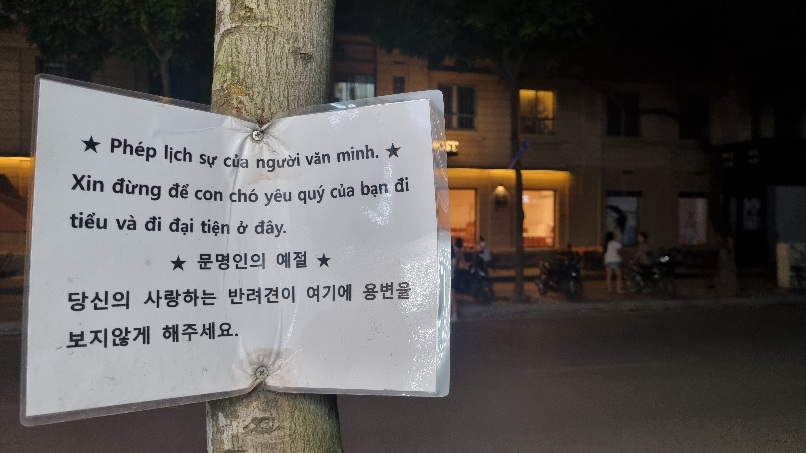 ★ Phép lịch sự của người văn minh. ★
Xin đừng để con chó yêu quý của bạn đi
tiểu và đi đại tiện ở đây.
★ 문명인의 예절 ★
당신의 사랑하는 반려견이 여기에 용변을
보지않게 해주세요.